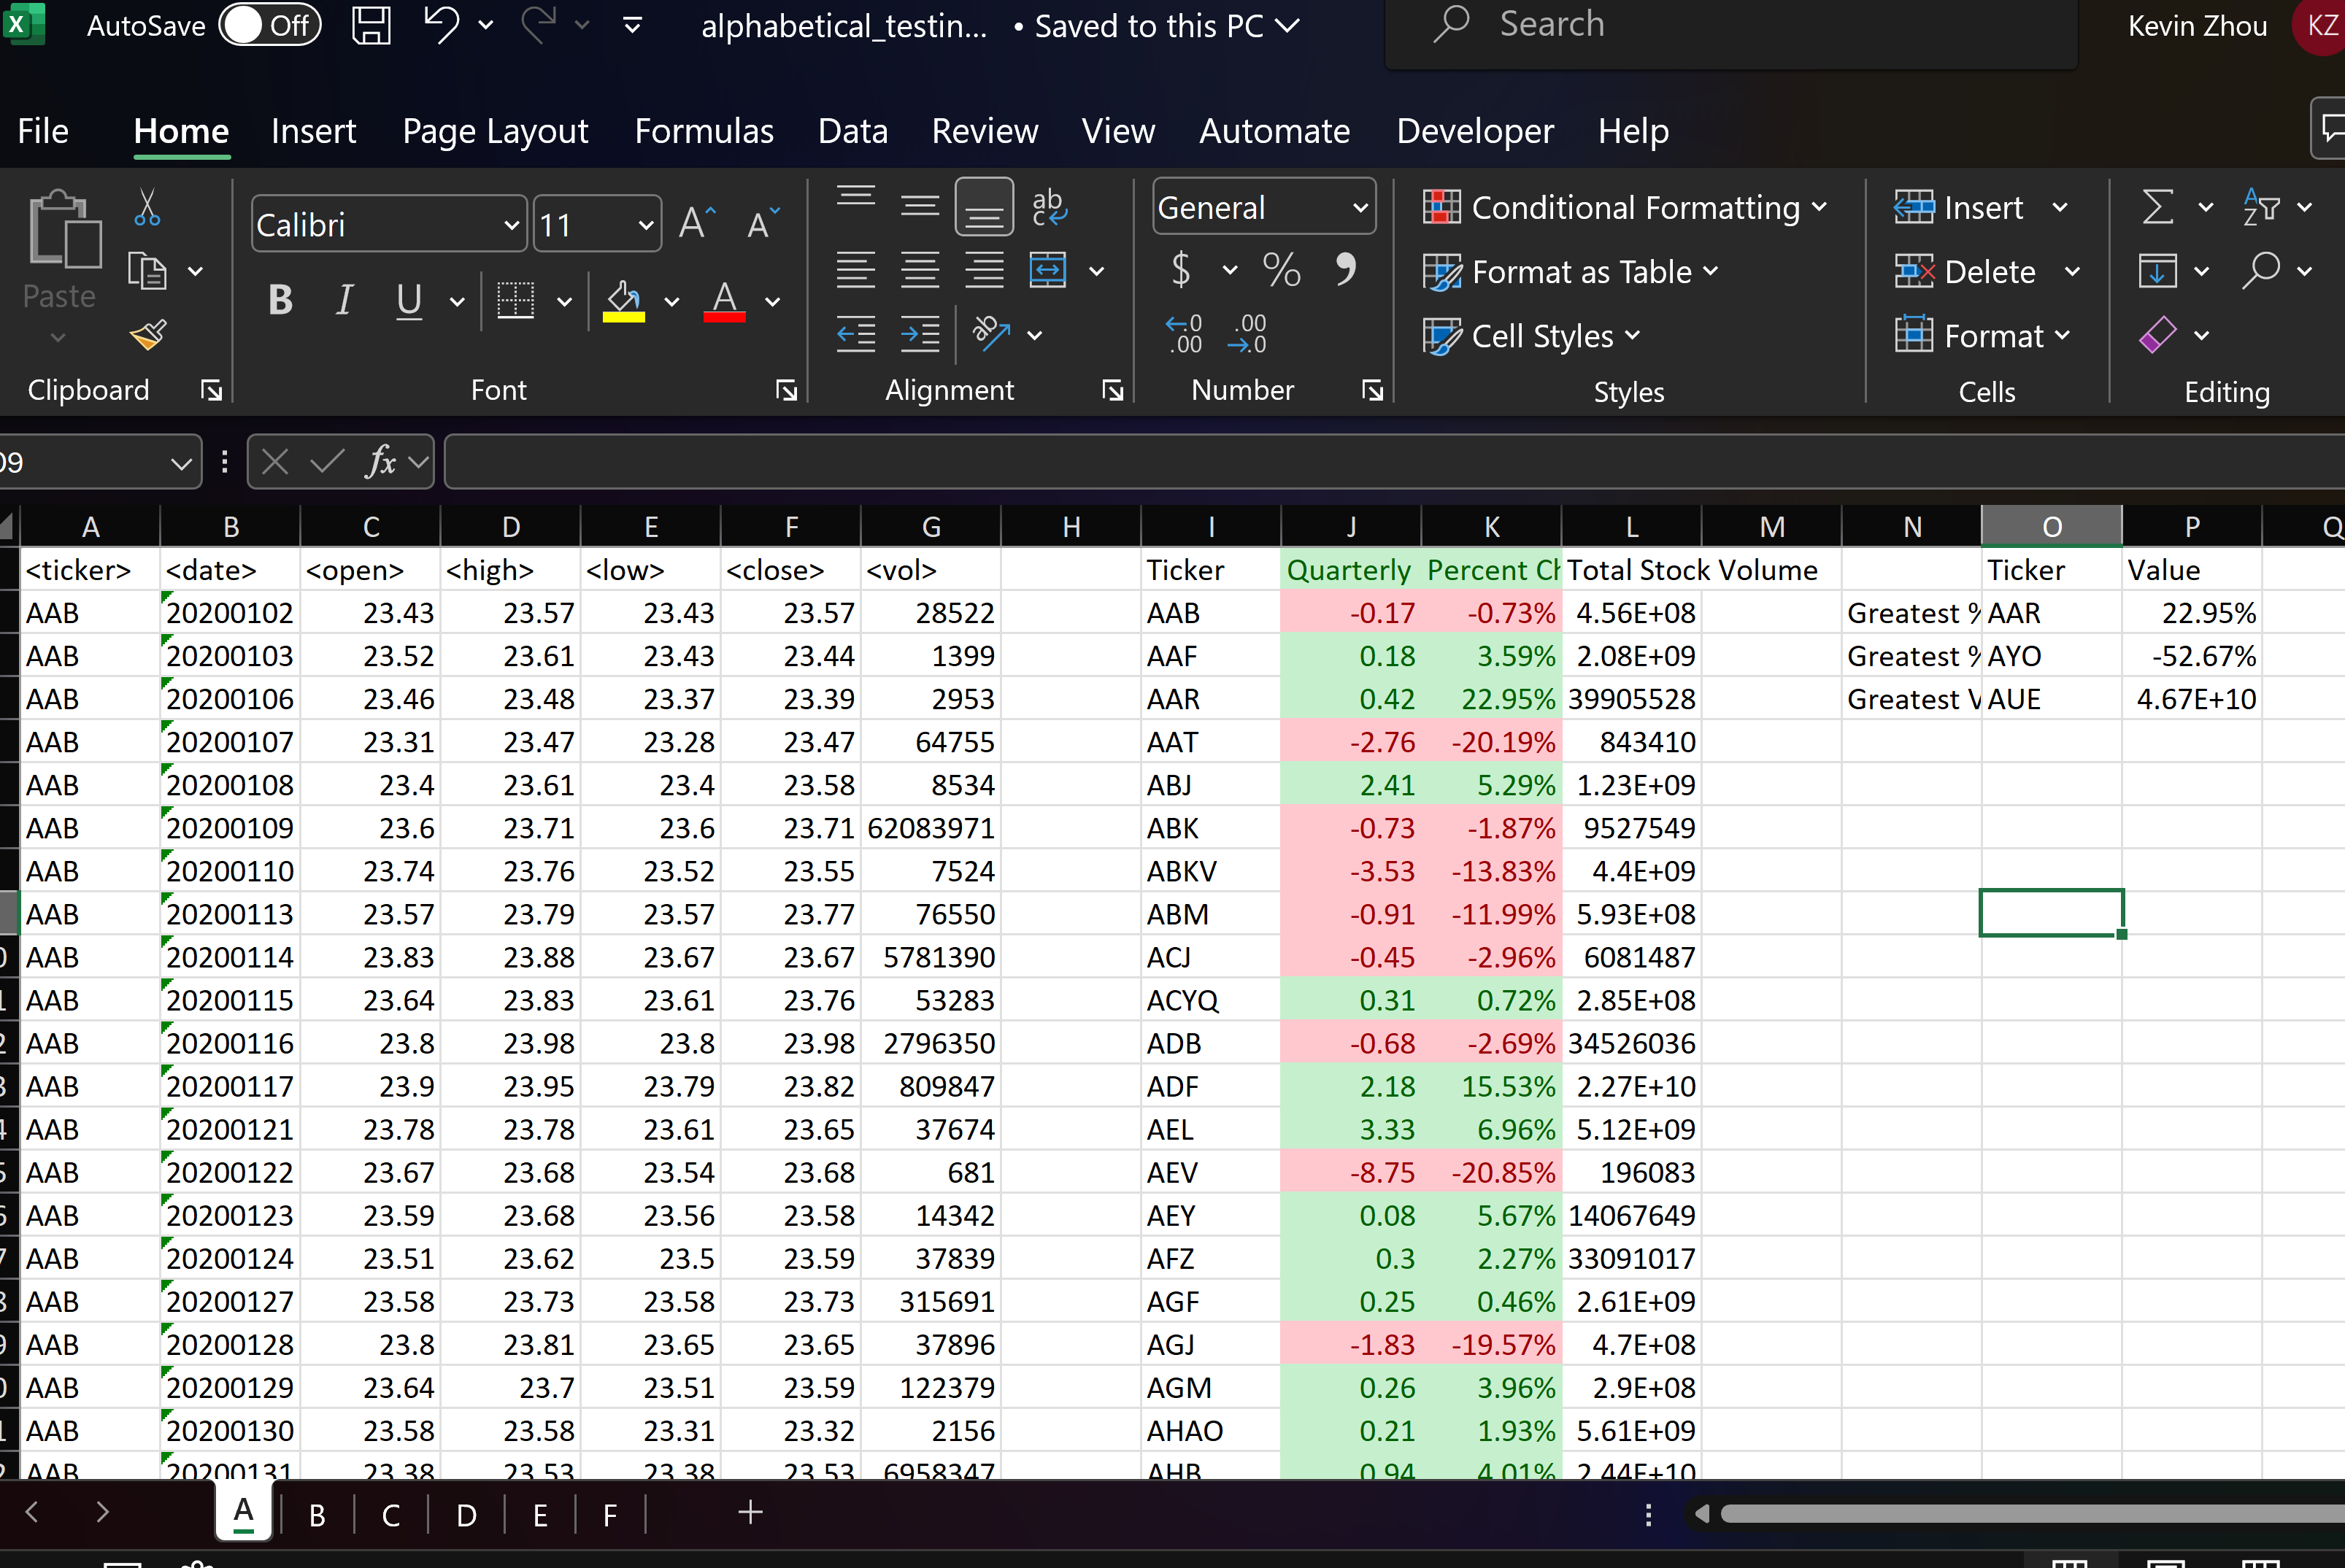 AutoSave Off alphabetical_testin... • Saved to this PC Search Kevin Zhou KZ
File Home Insert Page Layout Formulas Data Review View Automate Developer Help
Paste Calibri 11 General Conditional Formatting Insert
Format as Table Delete
Cell Styles Format
Clipboard Font Alignment Number Styles Cells Editing
fx
A B C D E F G H I J K L M N O P Q
<ticker> <date> <open> <high> <low> <close> <vol> Ticker Quarterly Percent Ch Total Stock Volume Ticker Value
AAB 20200102 23.43 23.57 23.43 23.57 28522 AAB -0.17 -0.73% 4.56E+08 Greatest % AAR 22.95%
AAB 20200103 23.52 23.61 23.43 23.44 1399 AAF 0.18 3.59% 2.08E+09 Greatest % AYO -52.67%
AAB 20200106 23.46 23.48 23.37 23.39 2953 AAR 0.42 22.95% 39905528 Greatest V AUE 4.67E+10
AAB 20200107 23.31 23.47 23.28 23.47 64755 AAT -2.76 -20.19% 843410
AAB 20200108 23.4 23.61 23.4 23.58 8534 ABJ 2.41 5.29% 1.23E+09
AAB 20200109 23.6 23.71 23.6 23.71 62083971 ABK -0.73 -1.87% 9527549
AAB 20200110 23.74 23.76 23.52 23.55 7524 ABKV -3.53 -13.83% 4.4E+09
AAB 20200113 23.57 23.79 23.57 23.77 76550 ABM -0.91 -11.99% 5.93E+08
AAB 20200114 23.83 23.88 23.67 23.67 5781390 ACJ -0.45 -2.96% 6081487
AAB 20200115 23.64 23.83 23.61 23.76 53283 ACYQ 0.31 0.72% 2.85E+08
AAB 20200116 23.8 23.98 23.8 23.98 2796350 ADB -0.68 -2.69% 34526036
AAB 20200117 23.9 23.95 23.79 23.82 809847 ADF 2.18 15.53% 2.27E+10
AAB 20200121 23.78 23.78 23.61 23.65 37674 AEL 3.33 6.96% 5.12E+09
AAB 20200122 23.67 23.68 23.54 23.68 681 AEV -8.75 -20.85% 196083
AAB 20200123 23.59 23.68 23.56 23.58 14342 AEY 0.08 5.67% 14067649
AAB 20200124 23.51 23.62 23.5 23.59 37839 AFZ 0.3 2.27% 33091017
AAB 20200127 23.58 23.73 23.58 23.73 315691 AGF 0.25 0.46% 2.61E+09
AAB 20200128 23.8 23.81 23.65 23.65 37896 AGJ -1.83 -19.57% 4.7E+08
AAB 20200129 23.64 23.7 23.51 23.59 122379 AGM 0.26 3.96% 2.9E+08
AAB 20200130 23.58 23.58 23.31 23.32 2156 AHAO 0.21 1.93% 5.61E+09
AAB 20200131 23.38 23.53 23.38 23.53 6958347 AHB 0.94 4.01% 2.44E+10
A B C D E F